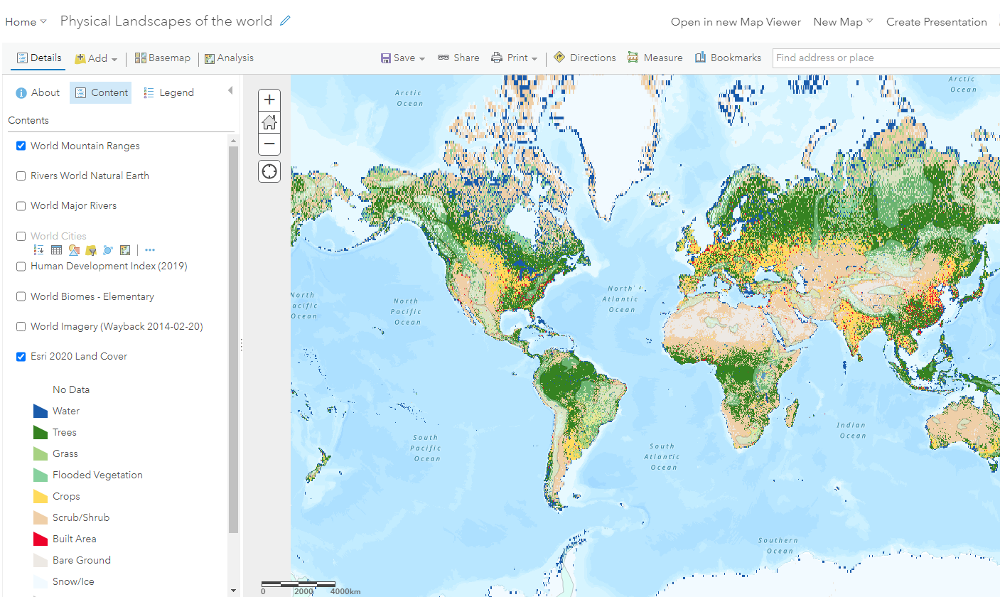 Home
Physical Landscapes of the world
Open in new Map Viewer
New Map
Create Presentation
Details
Add
Basemap
Analysis
Save
Share
Print
Directions
Measure
Bookmarks
Find address or place
About
Content
Legend
Contents
World Mountain Ranges
Rivers World Natural Earth
World Major Rivers
World Cities
Human Development Index (2019)
World Biomes - Elementary
World Imagery (Wayback 2014-02-20)
Esri 2020 Land Cover
No Data
Water
Trees
Grass
Flooded Vegetation
Crops
Scrub/Shrub
Built Area
Bare Ground
Snow/Ice
Arctic
Ocean
Arctic
Ocean
North
acific
Ocean
North
Pacific
Ocean
North
Atlantic
Ocean
South
Pacific
Ocean
South
Atlantic
Ocean
Indian
Ocean
Southern
Ocean
0 2000 4000km